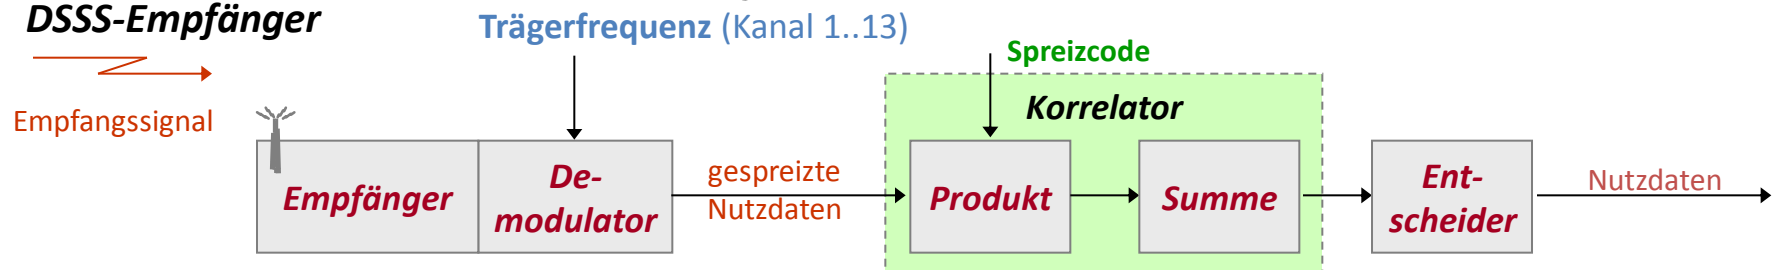 DSSS-Empfänger
Trägerfrequenz (Kanal 1..13)
Spreizcode
Empfangssignal
Korrelator
Empfänger
De-
modulator
gespreizte
Nutzdaten
Produkt
Summe
Ent-
scheider
Nutzdaten